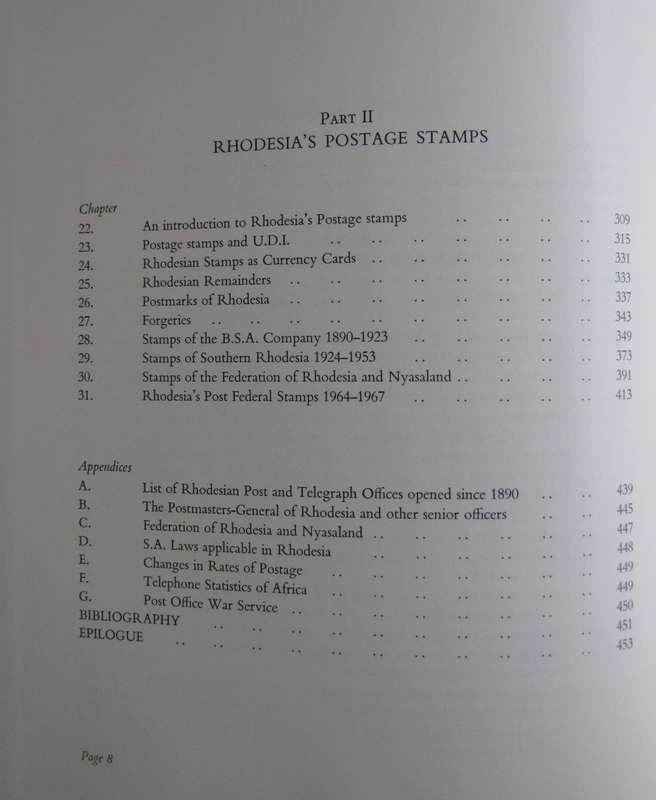 PART II
RHODESIA'S POSTAGE STAMPS
Chapter
22. An introduction to Rhodesia's Postage stamps .. .. .. .. 309
23. Postage stamps and U.D.I. .. .. .. .. .. .. .. 315
24. Rhodesian Stamps as Currency Cards .. .. .. .. .. .. 331
25. Rhodesian Remainders .. .. .. .. .. .. .. .. 333
26. Postmarks of Rhodesia .. .. .. .. .. .. .. .. 337
27. Forgeries .. .. .. .. .. .. .. .. .. .. 343
28. Stamps of the B.S.A. Company 1890–1923 .. .. .. .. .. 349
29. Stamps of Southern Rhodesia 1924–1953 .. .. .. .. .. 373
30. Stamps of the Federation of Rhodesia and Nyasaland .. .. .. .. 391
31. Rhodesia's Post Federal Stamps 1964–1967 .. .. .. .. .. 413
Appendices
A. List of Rhodesian Post and Telegraph Offices opened since 1890 .. .. 439
B. The Postmasters-General of Rhodesia and other senior officers .. .. 445
C. Federation of Rhodesia and Nyasaland .. .. .. .. .. .. 447
D. S.A. Laws applicable in Rhodesia .. .. .. .. .. .. 448
E. Changes in Rates of Postage .. .. .. .. .. .. .. 449
F. Telephone Statistics of Africa .. .. .. .. .. .. .. 449
G. Post Office War Service .. .. .. .. .. .. .. .. 450
BIBLIOGRAPHY .. .. .. .. .. .. .. .. .. .. 451
EPILOGUE .. .. .. .. .. .. .. .. .. .. .. 453
Page 8